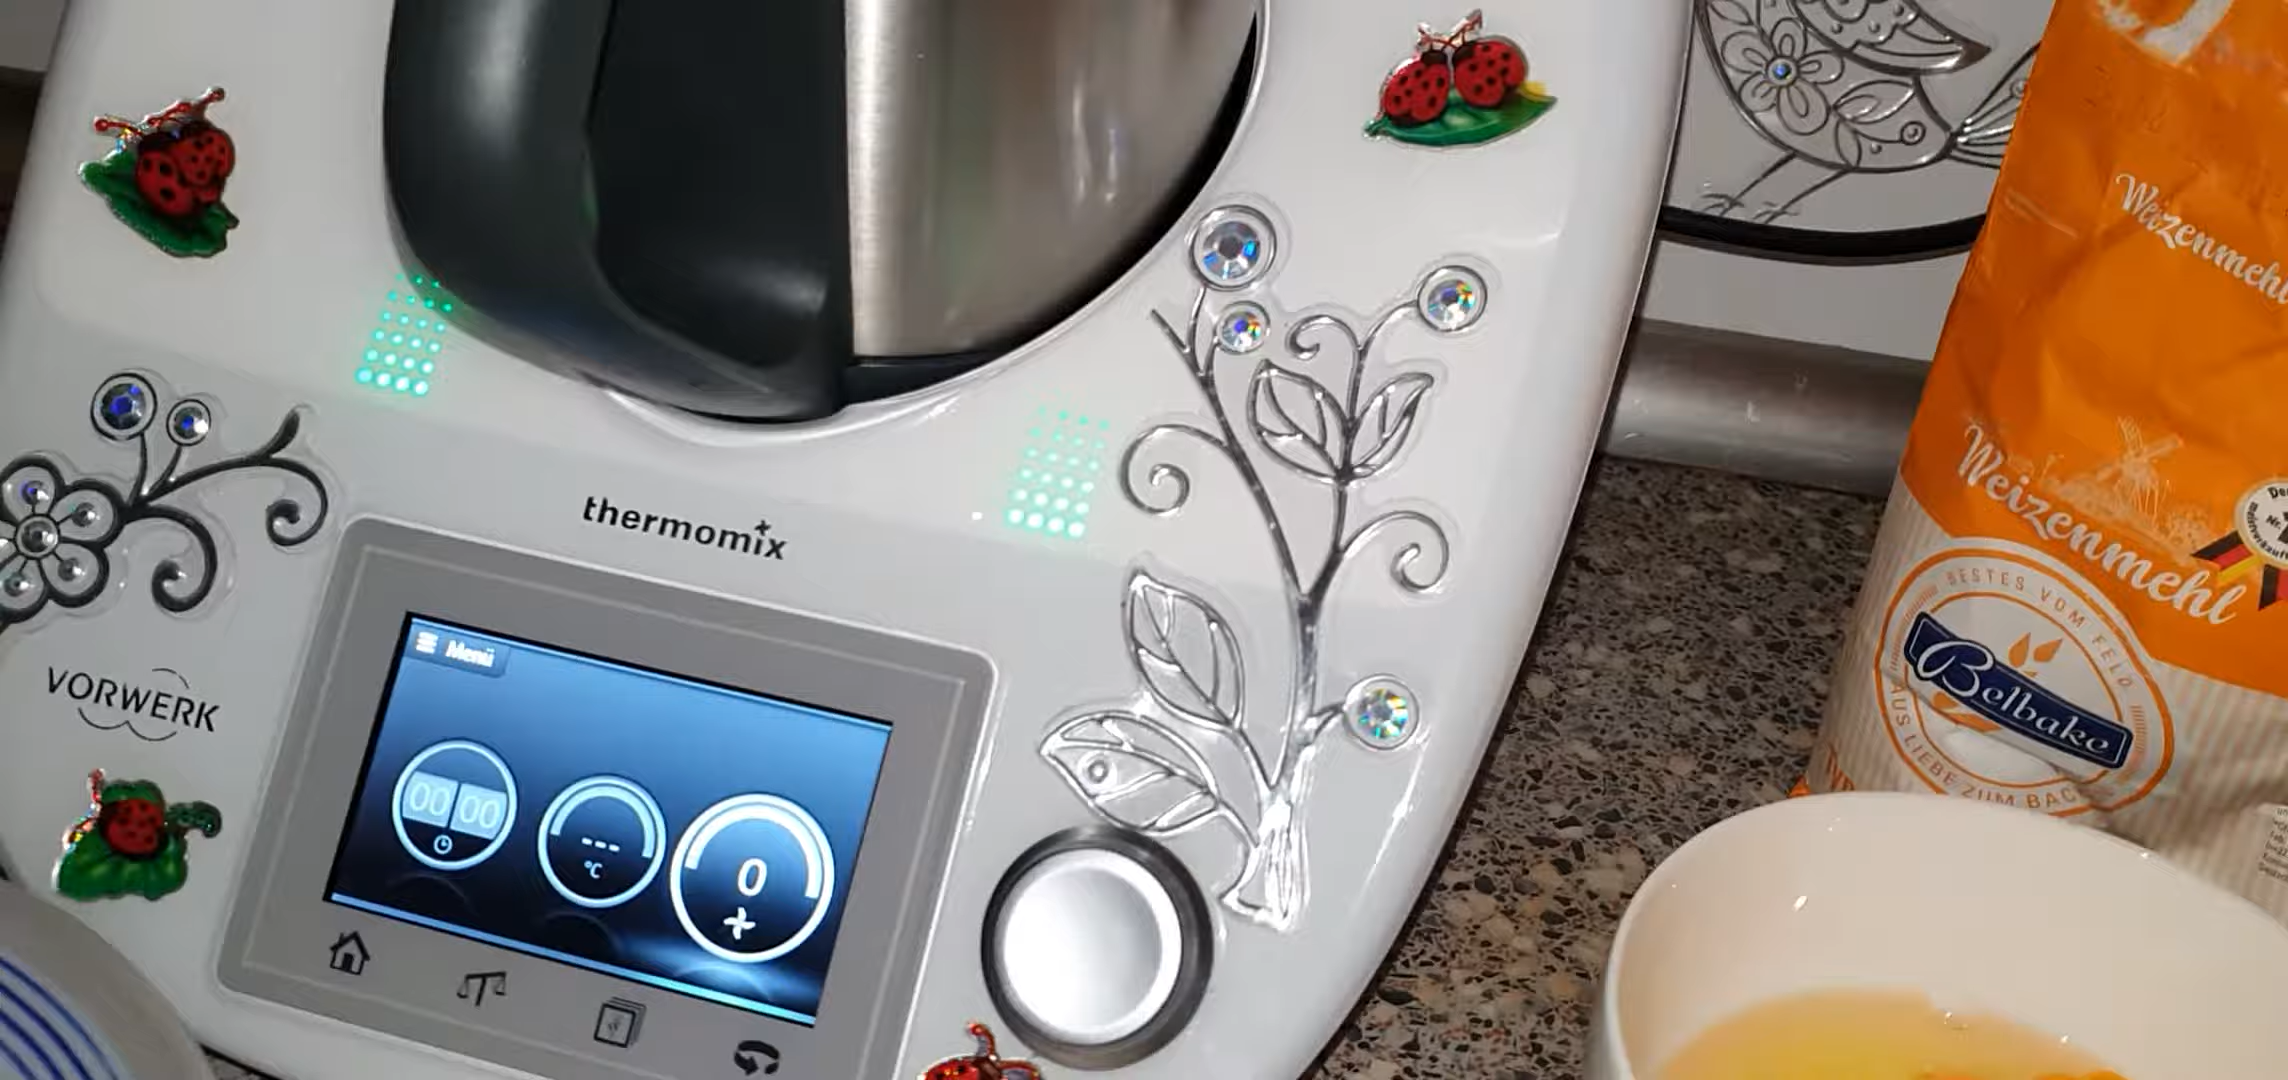 Weizenmehl
thermomix
Menü
VORWERK
00 00
--- 
°C
0
Weizenmehl
BESTES VOM FELD
Belbake
AUS LIEBE ZUM BAC